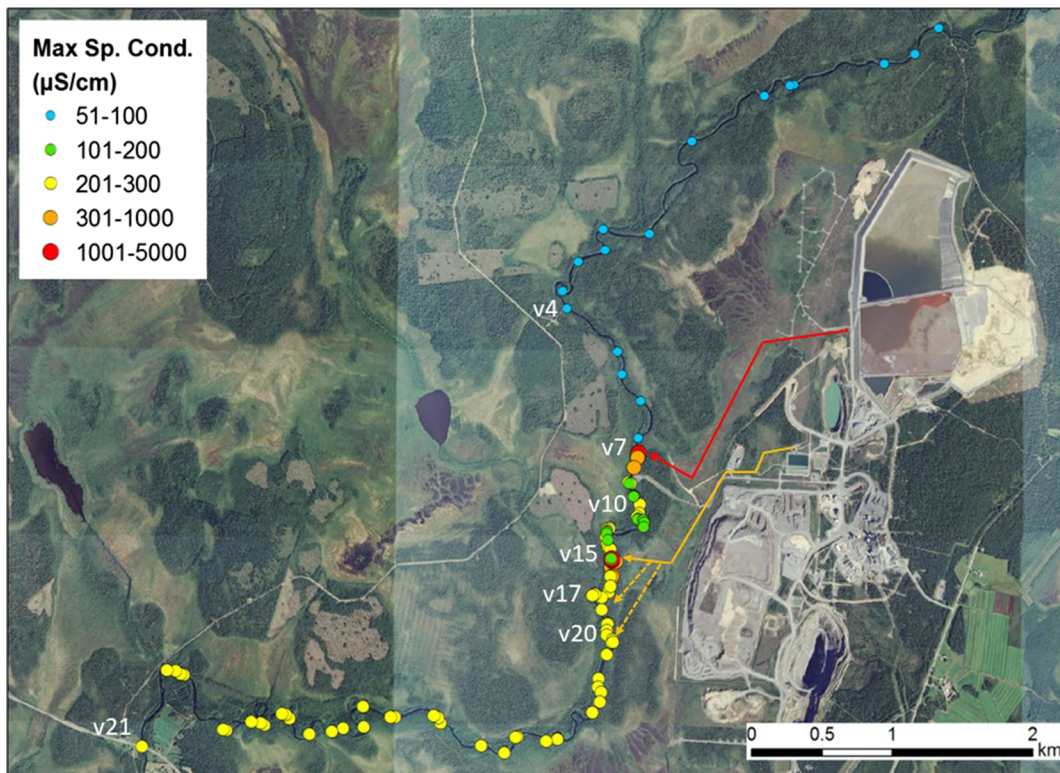 Max Sp. Cond.
(µS/cm)
51-100
101-200
201-300
301-1000
1001-5000
v4
v7
v10
v15
v17
v20
v21
0 0.5 1 2
km